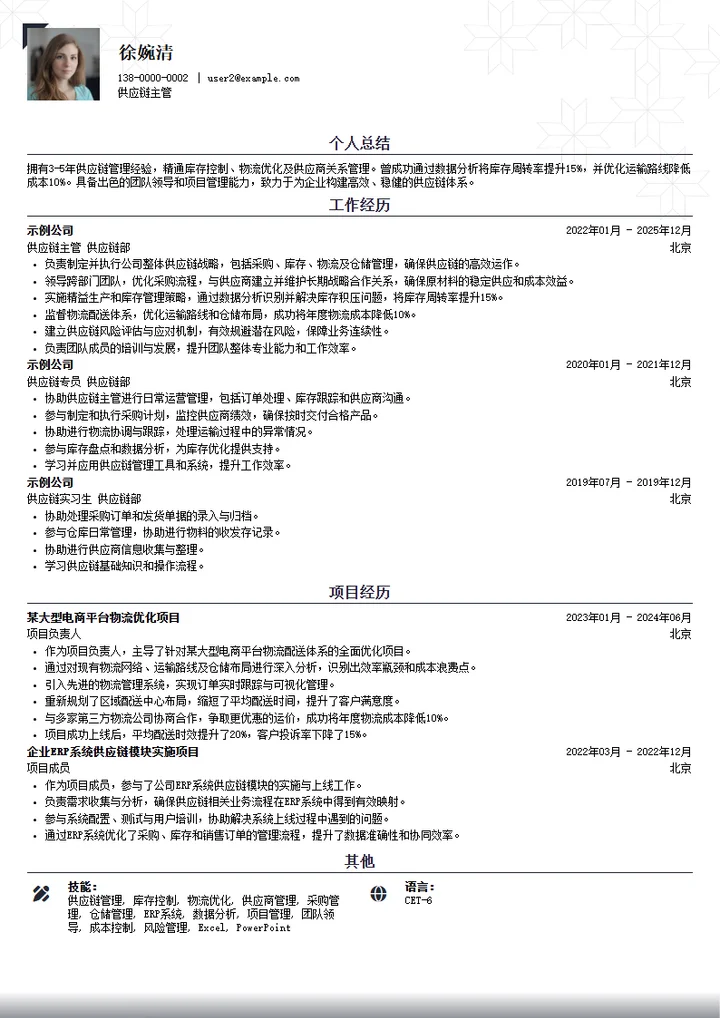 徐婉清
138-0000-0002 | user2@example.com
供应链主管
个人总结
拥有3-5年供应链管理经验，精通库存控制、物流优化及供应商关系管理。曾成功通过数据分析将库存周转率提升15%，并优化运输路线降低
成本10%。具备出色的团队领导和项目管理能力，致力于为企业构建高效、稳健的供应链体系。
工作经历
示例公司 2022年01月 - 2025年12月
供应链主管 供应链部 北京
• 负责制定并执行公司整体供应链战略，包括采购、库存、物流及仓储管理，确保供应链的高效运作。
• 领导跨部门团队，优化采购流程，与供应商建立并维护长期战略合作关系，确保原材料的稳定供应和成本效益。
• 实施精益生产和库存管理策略，通过数据分析识别并解决库存积压问题，将库存周转率提升15%。
• 监督物流配送体系，优化运输路线和仓储布局，成功将年度物流成本降低10%。
• 建立供应链风险评估与应对机制，有效规避潜在风险，保障业务连续性。
• 负责团队成员的培训与发展，提升团队整体专业能力和工作效率。
示例公司 2020年01月 - 2021年12月
供应链专员 供应链部 北京
• 协助供应链主管进行日常运营管理，包括订单处理、库存跟踪和供应商沟通。
• 参与制定和执行采购计划，监控供应商绩效，确保按时交付合格产品。
• 协助进行物流协调与跟踪，处理运输过程中的异常情况。
• 参与库存盘点和数据分析，为库存优化提供支持。
• 学习并应用供应链管理工具和系统，提升工作效率。
示例公司 2019年07月 - 2019年12月
供应链实习生 供应链部 北京
• 协助处理采购订单和发货单据的录入与归档。
• 参与仓库日常管理，协助进行物料的收发存记录。
• 协助进行供应商信息收集与整理。
• 学习供应链基础知识和操作流程。
项目经历
某大型电商平台物流优化项目 2023年01月 - 2024年06月
项目负责人 北京
• 作为项目负责人，主导了针对某大型电商平台物流配送体系的全面优化项目。
• 通过对现有物流网络、运输路线及仓储布局进行深入分析，识别出效率瓶颈和成本浪费点。
• 引入先进的物流管理系统，实现订单实时跟踪与可视化管理。
• 重新规划了区域配送中心布局，缩短了平均配送时间，提升了客户满意度。
• 与多家第三方物流公司协商合作，争取更优惠的运价，成功将年度物流成本降低10%。
• 项目成功上线后，平均配送时效提升了20%，客户投诉率下降了15%。
企业ERP系统供应链模块实施项目 2022年03月 - 2022年12月
项目成员 北京
• 作为项目成员，参与了公司ERP系统供应链模块的实施与上线工作。
• 负责需求收集与分析，确保供应链相关业务流程在ERP系统中得到有效映射。
• 参与系统配置、测试与用户培训，协助解决系统上线过程中遇到的问题。
• 通过ERP系统优化了采购、库存和销售订单的管理流程，提升了数据准确性和协同效率。
其他
技能：
供应链管理, 库存控制, 物流优化, 供应商管理, 采购管
理, 仓储管理, ERP系统, 数据分析, 项目管理, 团队领
导, 成本控制, 风险管理, Excel, PowerPoint
语言：
CET-6